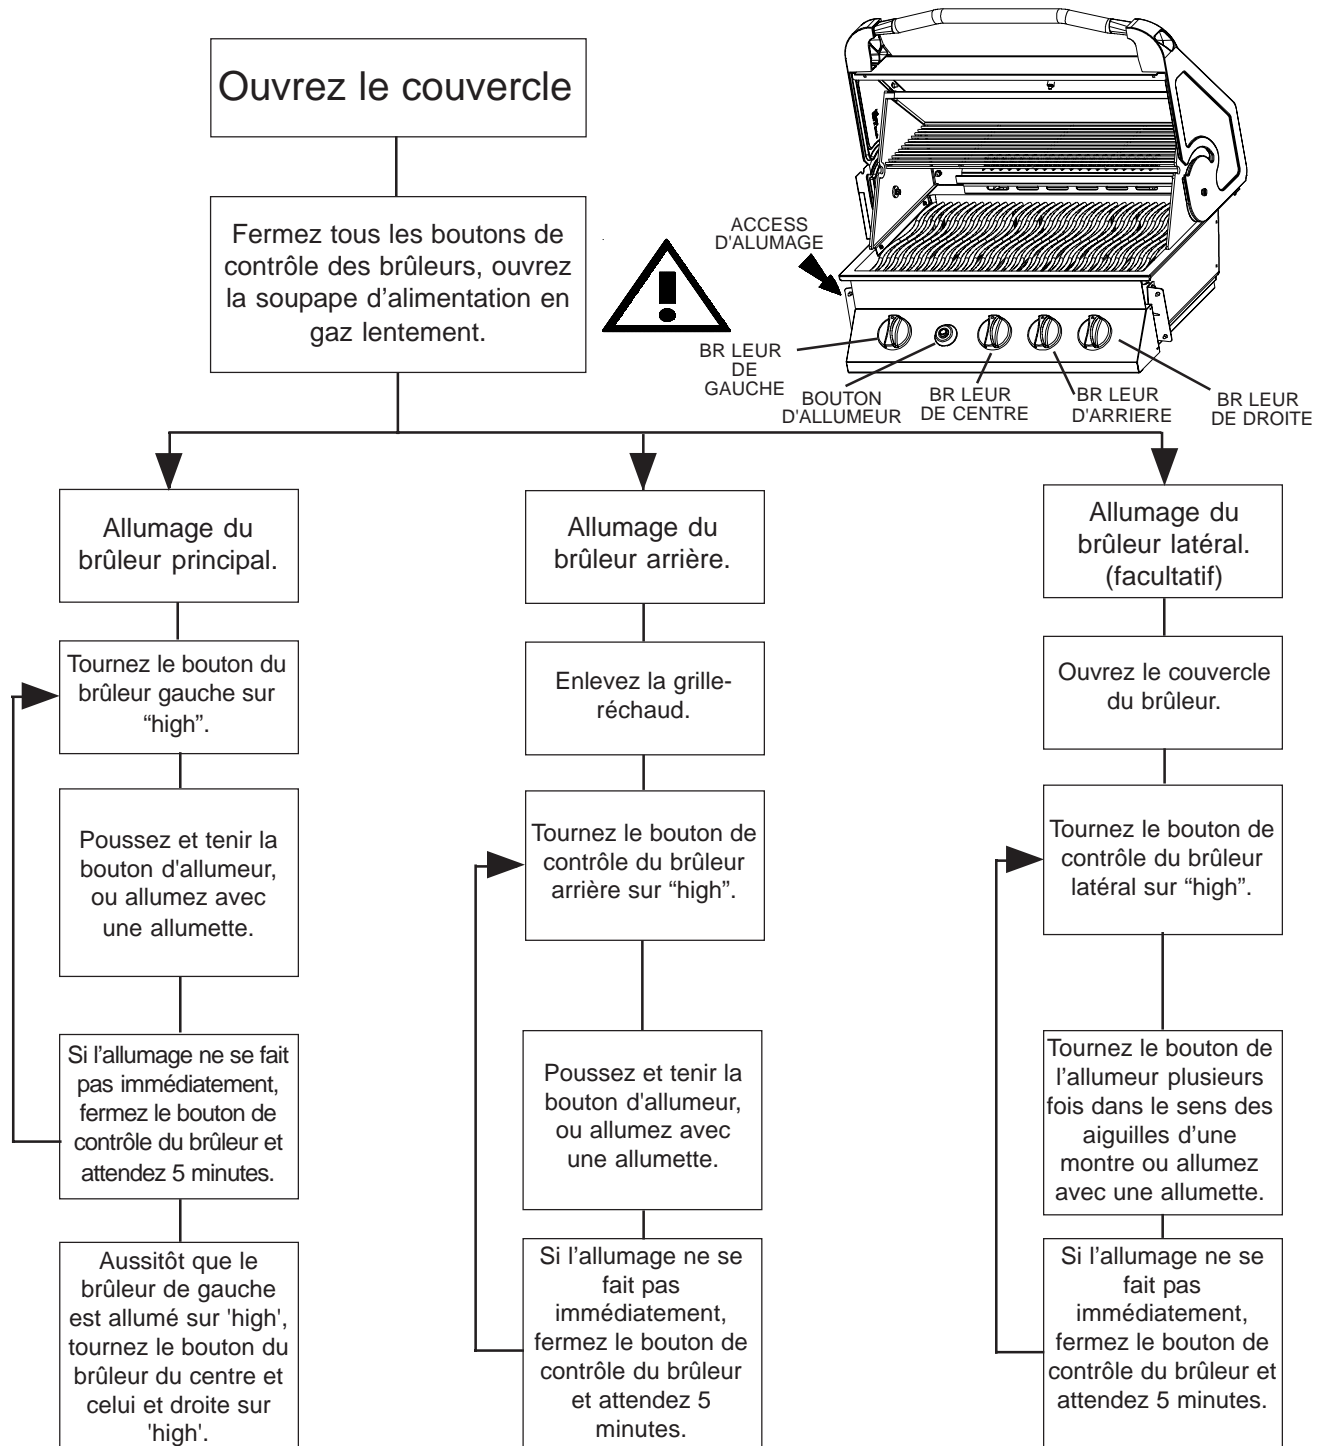 Ouvrez le couvercle
Fermez tous les boutons de
contrôle des brûleurs, ouvrez
la soupape d’alimentation en
gaz lentement.
ACCESS
D'ALUMAGE
BR LEUR
DE
GAUCHE
BOUTON
D'ALLUMEUR
BR LEUR
DE CENTRE
BR LEUR
D'ARRIERE
BR LEUR
DE DROITE
Allumage du
brûleur principal.
Tournez le bouton du
brûleur gauche sur
“high”.
Poussez et tenir la
bouton d'allumeur,
ou allumez avec
une allumette.
Si l’allumage ne se fait
pas immédiatement,
fermez le bouton de
contrôle du brûleur et
attendez 5 minutes.
Aussitôt que le
brûleur de gauche
est allumé sur 'high',
tournez le bouton du
brûleur du centre et
celui et droite sur
'high'.
Allumage du
brûleur arrière.
Enlevez la grille-
réchaud.
Tournez le bouton de
contrôle du brûleur
arrière sur “high”.
Poussez et tenir la
bouton d'allumeur,
ou allumez avec
une allumette.
Si l’allumage ne se
fait pas
immédiatement,
fermez le bouton de
contrôle du brûleur
et attendez 5
minutes.
Allumage du
brûleur latéral.
(facultatif)
Ouvrez le couvercle
du brûleur.
Tournez le bouton de
contrôle du brûleur
latéral sur “high”.
Tournez le bouton de
l’allumeur plusieurs
fois dans le sens des
aiguilles d’une
montre ou allumez
avec une allumette.
Si l’allumage ne se
fait pas
immédiatement,
fermez le bouton de
contrôle du brûleur et
attendez 5 minutes.